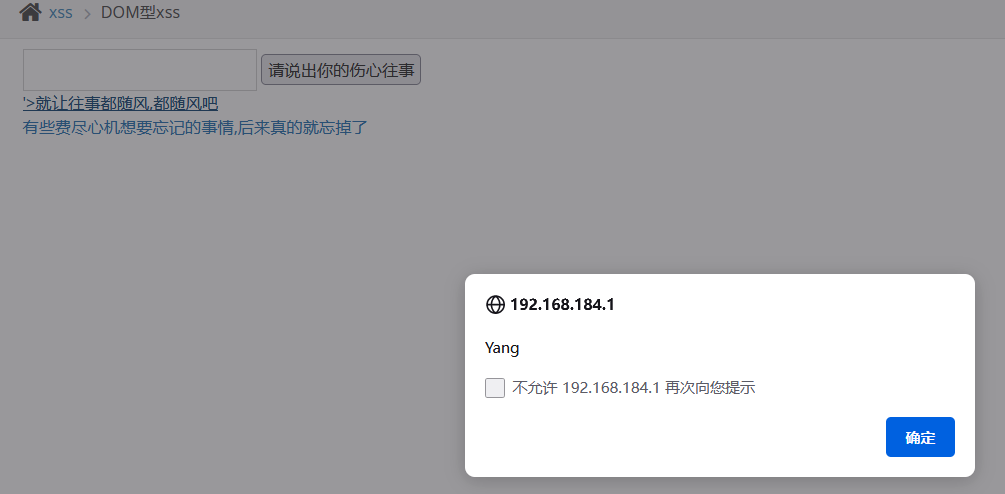 xss > DOM型xss
请说出你的伤心往事
'>就让往事都随风,都随风吧
有些费尽心机想要忘记的事情,后来真的就忘掉了
192.168.184.1
Yang
不允许 192.168.184.1 再次向您提示
确定